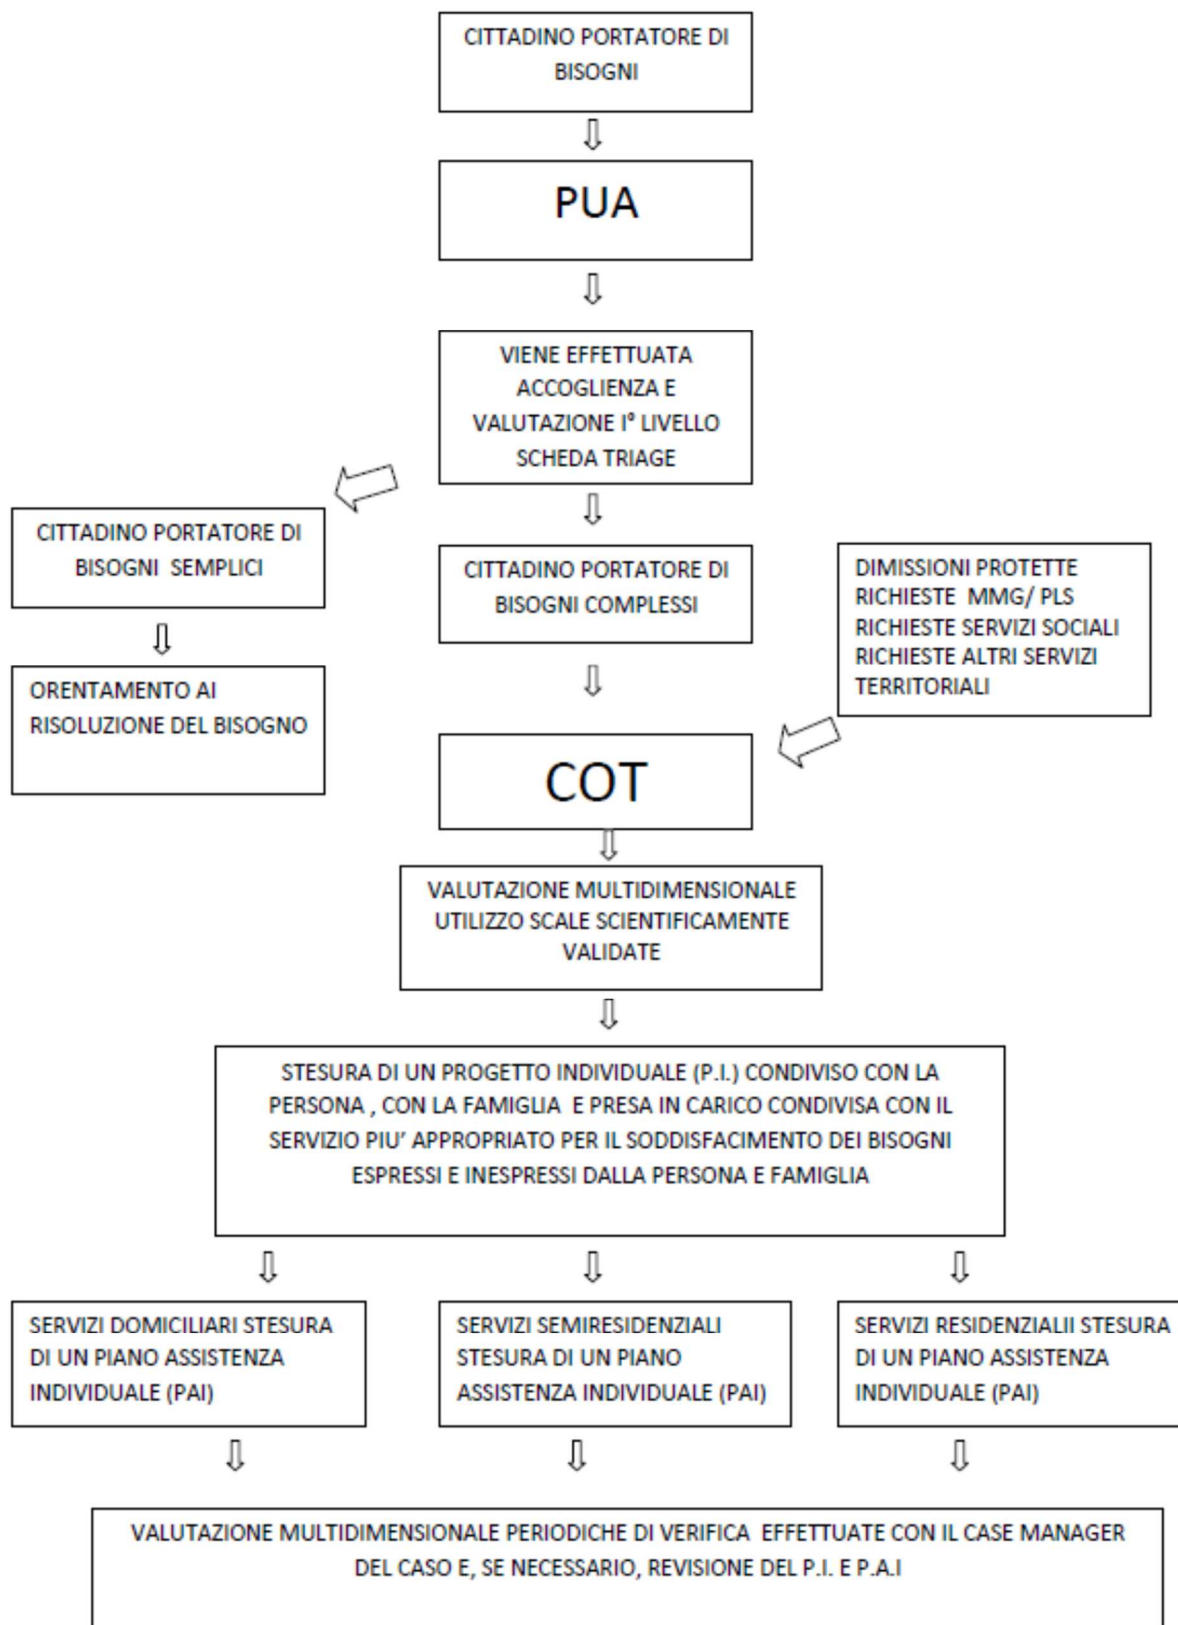 CITTADINO PORTATORE DI
BISOGNI
PUA
VIENE EFFETTUATA
ACCOGLIENZA E
VALUTAZIONE I° LIVELLO
SCHEDA TRIAGE
CITTADINO PORTATORE DI
BISOGNI SEMPLICI
ORENTAMENTO AI
RISOLUZIONE DEL BISOGNO
CITTADINO PORTATORE DI
BISOGNI COMPLESSI
DIMISSIONI PROTETTE
RICHIESTE MMG/ PLS
RICHIESTE SERVIZI SOCIALI
RICHIESTE ALTRI SERVIZI
TERRITORIALI
COT
VALUTAZIONE MULTIDIMENSIONALE
UTILIZZO SCALE SCIENTIFICAMENTE
VALIDATE
STESURA DI UN PROGETTO INDIVIDUALE (P.I.) CONDIVISO CON LA
PERSONA , CON LA FAMIGLIA E PRESA IN CARICO CONDIVISA CON IL
SERVIZIO PIU' APPROPRIATO PER IL SODDISFACIMENTO DEI BISOGNI
ESPRESSI E INESPRESSI DALLA PERSONA E FAMIGLIA
SERVIZI DOMICILIARI STESURA
DI UN PIANO ASSISTENZA
INDIVIDUALE (PAI)
SERVIZI SEMIRESIDENZIALI
STESURA DI UN PIANO
ASSISTENZA INDIVIDUALE (PAI)
SERVIZI RESIDENZIALII STESURA
DI UN PIANO ASSISTENZA
INDIVIDUALE (PAI)
VALUTAZIONE MULTIDIMENSIONALE PERIODICHE DI VERIFICA EFFETTUATE CON IL CASE MANAGER
DEL CASO E, SE NECESSARIO, REVISIONE DEL P.I. E P.A.I